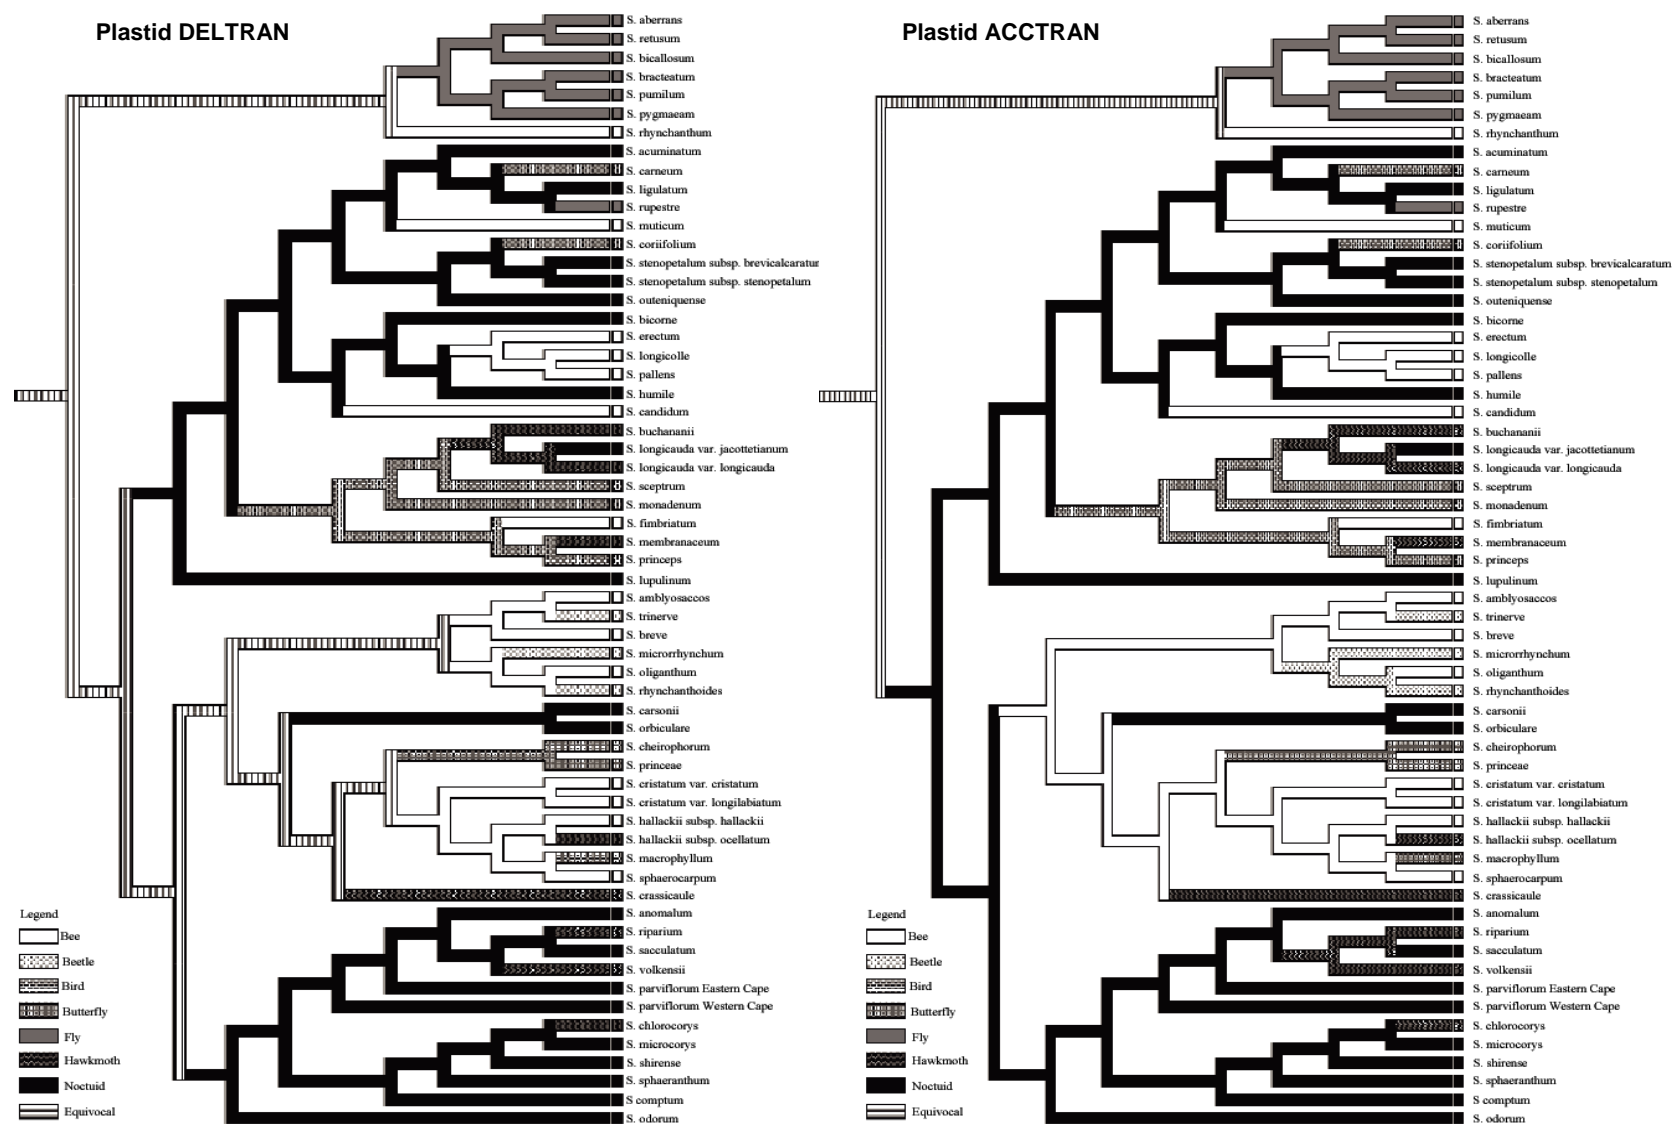 Plastid DELTRAN
S. aberrans
S. retusum
S. bicallosum
S. bracteatum
S. pumilum
S. pygmaeam
S. rhynchanthum
S. acuminatum
S. carneum
S. ligulatum
S. rupestre
S. muticum
S. coriifolium
S. stenopetalum subsp. brevicalcaratur
S. stenopetalum subsp. stenopetalum
S. outeniquense
S. bicorne
S. erectum
S. longicolle
S. pallens
S. humile
S. candidum
S. buchananii
S. longicauda var. jacottetianum
S. longicauda var. longicauda
S. sceptrum
S. monadenum
S. fimbriatum
S. membranaceum
S. princeps
S. lupulinum
S. amblyosaccos
S. trinerve
S. breve
S. microrrhynchum
S. oliganthum
S. rhynchanthoides
S. carsonii
S. orbiculare
S. cheirophorum
S. princeae
S. cristatum var. cristatum
S. cristatum var. longilabiatum
S. hallackii subsp. hallackii
S. hallackii subsp. ocellatum
S. macrophyllum
S. sphaerocarpum
S. crassicaule
S. anomalum
S. riparium
S. sacculatum
S. volkensii
S. parviflorum Eastern Cape
S. parviflorum Western Cape
S. chlorocorys
S. microcorys
S. shirense
S. sphaeranthum
S comptum
S. odorum
Legend
Bee
Beetle
Bird
Butterfly
Fly
Hawkmoth
Noctuid
Equivocal
Plastid ACCTRAN
S. aberrans
S. retusum
S. bicallosum
S. bracteatum
S. pumilum
S. pygmaeam
S. rhynchanthum
S. acuminatum
S. carneum
S. ligulatum
S. rupestre
S. muticum
S. coriifolium
S. stenopetalum subsp. brevicalcaratum
S. stenopetalum subsp. stenopetalum
S. outeniquense
S. bicorne
S. erectum
S. longicolle
S. pallens
S. humile
S. candidum
S. buchananii
S. longicauda var. jacottetianum
S. longicauda var. longicauda
S. sceptrum
S. monadenum
S. fimbriatum
S. membranaceum
S. princeps
S. lupulinum
S. amblyosaccos
S. trinerve
S. breve
S. microrrhynchum
S. oliganthum
S. rhynchanthoides
S. carsonii
S. orbiculare
S. cheirophorum
S. princeae
S. cristatum var. cristatum
S. cristatum var. longilabiatum
S. hallackii subsp. hallackii
S. hallackii subsp. ocellatum
S. macrophyllum
S. sphaerocarpum
S. crassicaule
S. anomalum
S. riparium
S. sacculatum
S. volkensii
S. parviflorum Eastern Cape
S. parviflorum Western Cape
S. chlorocorys
S. microcorys
S. shirense
S. sphaeranthum
S comptum
S. odorum
Legend
Bee
Beetle
Bird
Butterfly
Fly
Hawkmoth
Noctuid
Equivocal